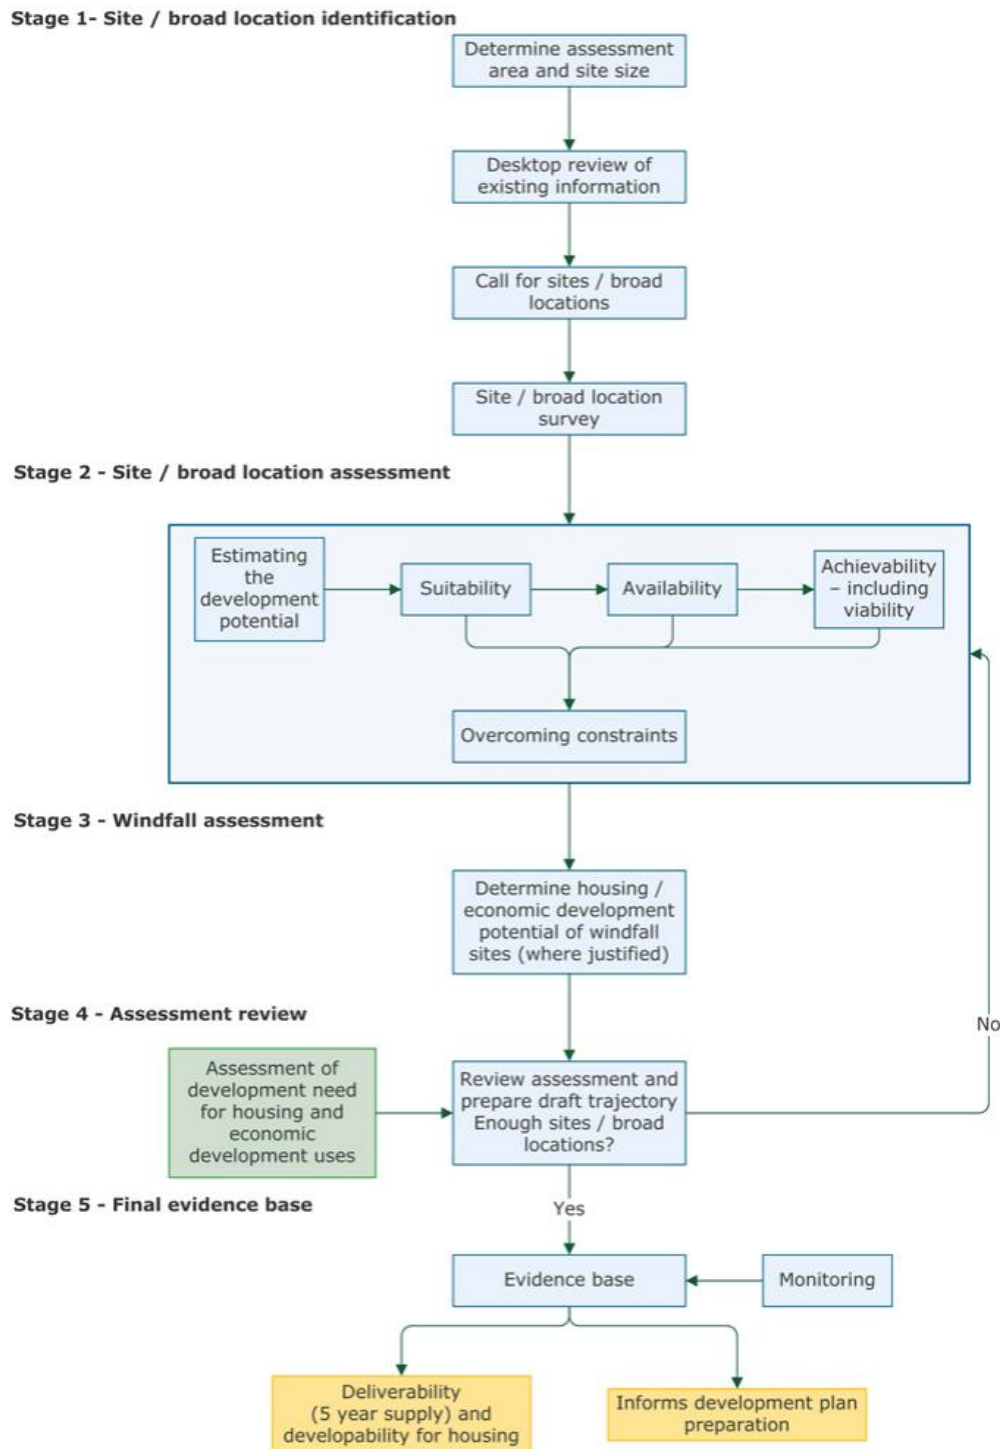 Stage 1- Site / broad location identification
Determine assessment
area and site size
Desktop review of
existing information
Call for sites / broad
locations
Site / broad location
survey
Stage 2 - Site / broad location assessment
Estimating
the
development
potential
Suitability
Availability
Achievability
– including
viability
Overcoming constraints
Stage 3 - Windfall assessment
Determine housing /
economic development
potential of windfall
sites (where justified)
Stage 4 - Assessment review
No
Assessment of
development need
for housing and
economic
development uses
Review assessment and
prepare draft trajectory
Enough sites / broad
locations?
Stage 5 - Final evidence base
Yes
Evidence base
Monitoring
Deliverability
(5 year supply) and
developability for housing
Informs development plan
preparation